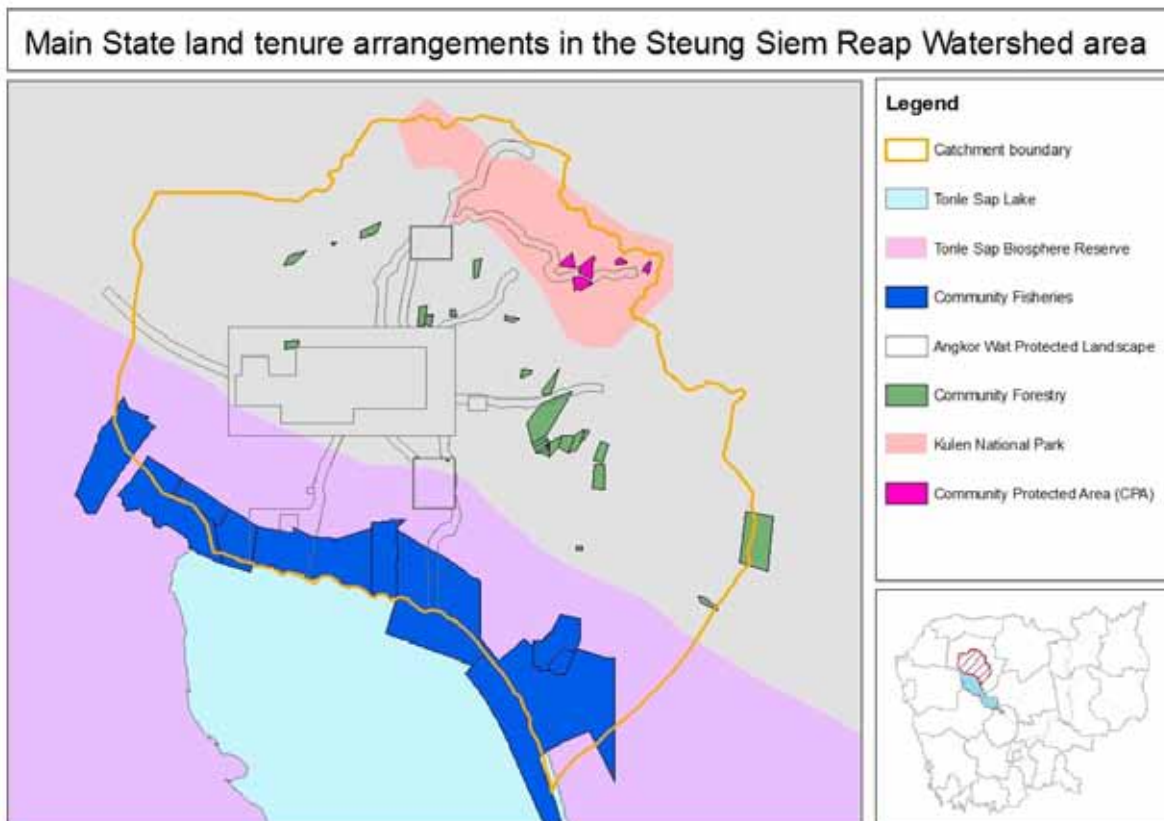 Main State land tenure arrangements in the Steung Siem Reap Watershed area
Legend
Catchment boundary
Tonle Sap Lake
Tonle Sap Biosphere Reserve
Community Fisheries
Angkor Wat Protected Landscape
Community Forestry
Kulen National Park
Community Protected Area (CPA)